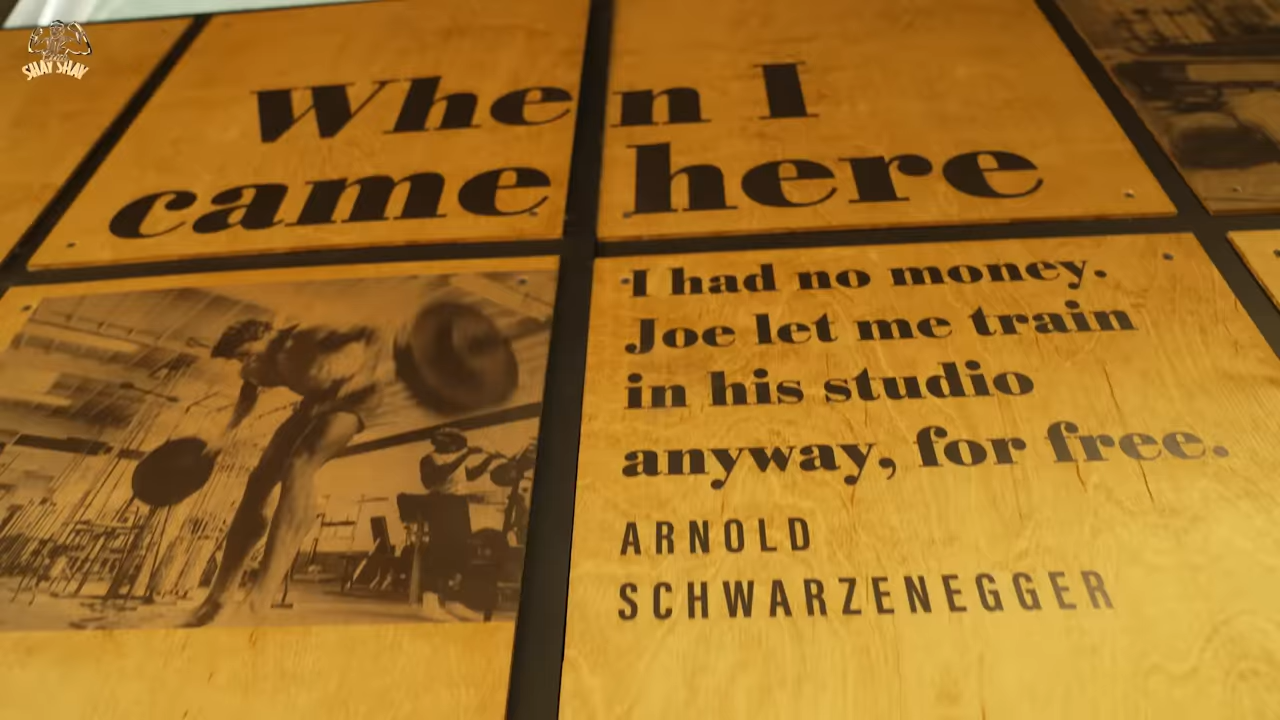 SHAY SHAY
When I
came here
I had no money.
Joe let me train
in his studio
anyway, for free.
ARNOLD
SCHWARZENEGGER